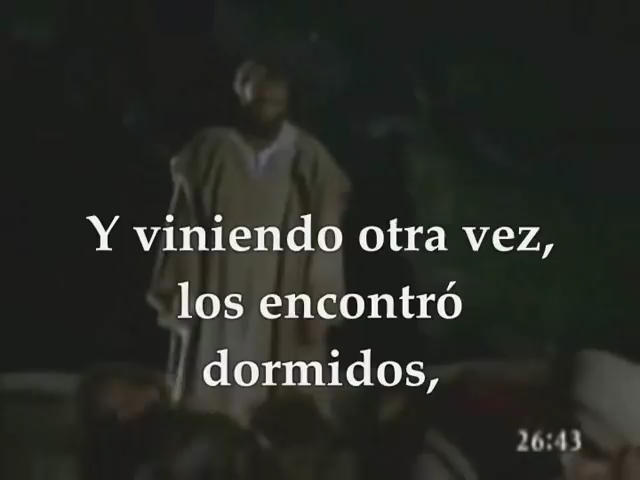 Y viniendo otra vez,
los encontró
dormidos,
26:43